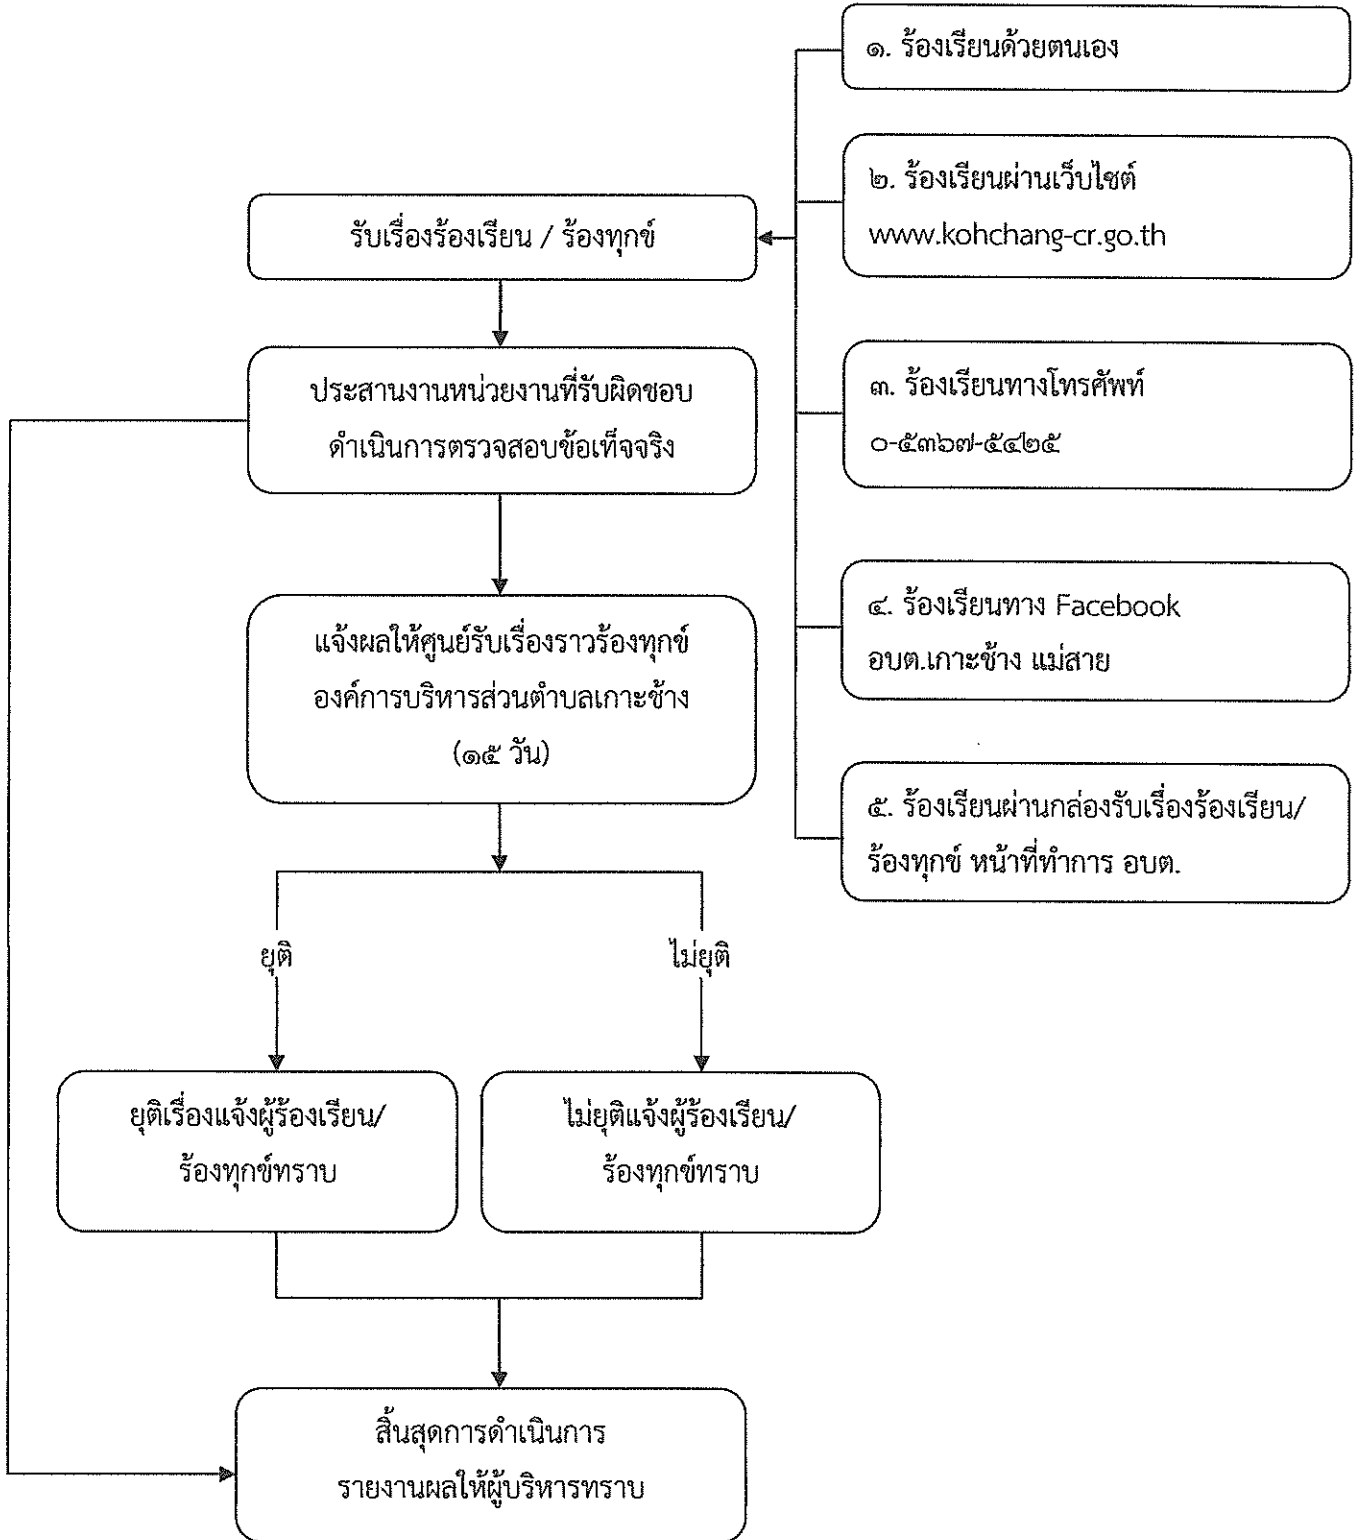 ๑. ร้องเรียนด้วยตนเอง
๒. ร้องเรียนผ่านเว็บไซต์
www.kohchang-cr.go.th
รับเรื่องร้องเรียน / ร้องทุกข์
ประสานงานหน่วยงานที่รับผิดชอบ
ดำเนินการตรวจสอบข้อเท็จจริง
๓. ร้องเรียนทางโทรศัพท์
๐-๕๓๖๗-๕๔๒๕
แจ้งผลให้ศูนย์รับเรื่องราวร้องทุกข์
องค์การบริหารส่วนตำบลเกาะช้าง
(๑๕ วัน)
๔. ร้องเรียนทาง Facebook
อบต.เกาะช้าง แม่สาย
๕. ร้องเรียนผ่านกล่องรับเรื่องร้องเรียน/
ร้องทุกข์ หน้าที่ทำการ อบต.
ยุติ
ไม่ยุติ
ยุติเรื่องแจ้งผู้ร้องเรียน/
ร้องทุกข์ทราบ
ไม่ยุติแจ้งผู้ร้องเรียน/
ร้องทุกข์ทราบ
สิ้นสุดการดำเนินการ
รายงานผลให้ผู้บริหารทราบ